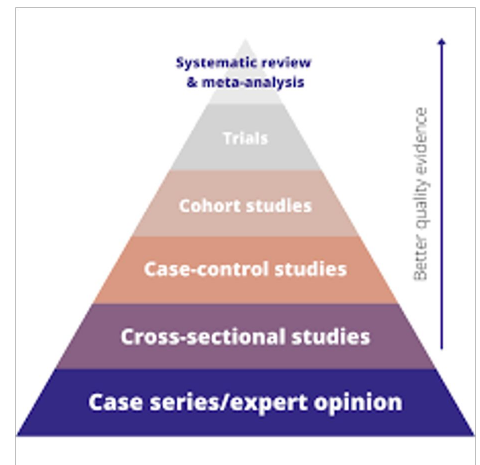 Systematic review
& meta-analysis
Trials
Cohort studies
Case-control studies
Cross-sectional studies
Case series/expert opinion
Better quality evidence